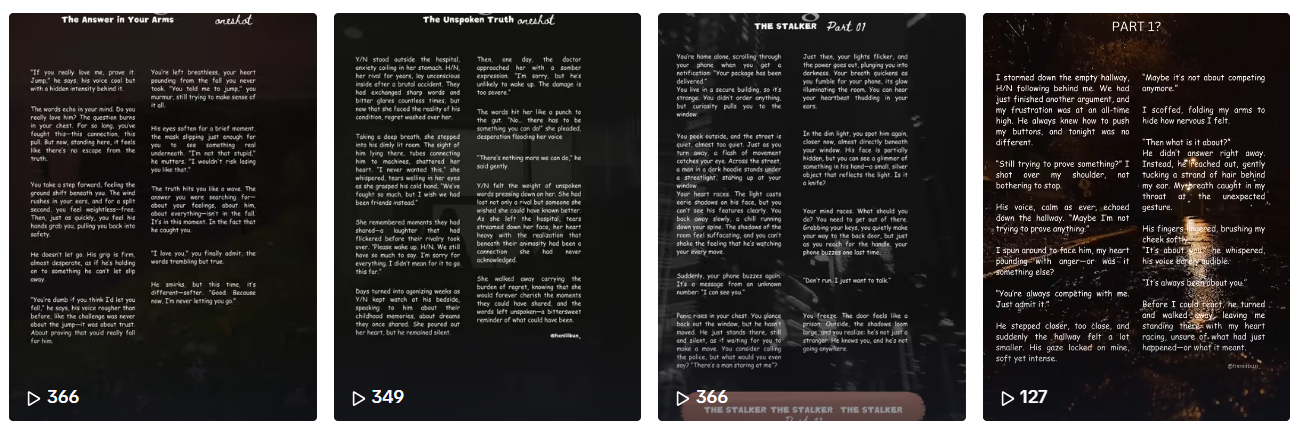 The Answer in Your Arms oneshot
"If you really love me, prove it.
Jump," he says, his voice cool but
with a hidden intensity behind it.
The words echo in your mind. Do you
really love him? The question burns
in your chest. For so long, you've
fought this—this connection, this
pull. But now, standing here, it feels
like there's no escape from the
truth.
You take a step forward, feeling the
ground shift beneath you. The wind
rushes in your ears, and for a split
second, you feel weightless—free.
Then, just as quickly, you feel his
hands grab you, pulling you back into
safety.
He doesn't let go. His grip is firm,
almost desperate, as if he's holding
on to something he can't let slip
away.
"You're dumb if you think I'd let you
fall," he says, his voice rougher than
before, like the challenge was never
about the jump—it was about trust.
About proving that you'd really fall
for him.
You're left breathless, your heart
pounding from the fall you never
took. "You told me to jump," you
murmur, still trying to make sense of
it all.
His eyes soften for a brief moment,
the mask slipping just enough for
you to see something real
underneath. "I'm not that stupid,"
he mutters. "I wouldn't risk losing
you like that."
The truth hits you like a wave. The
answer you were searching for—
about your feelings, about him,
about everything—isn't in the fall.
It's in this moment. In the fact that
he caught you.
"I love you," you finally admit, the
words trembling but true.
He smirks, but this time, it's
different—softer. "Good. Because
now, I'm never letting you go."
366
The Unspoken Truth oneshot
Y/N stood outside the hospital,
anxiety coiling in her stomach. H/N,
her rival for years, lay unconscious
inside after a brutal accident. They
had exchanged sharp words and
bitter glares countless times, but
now that she faced the reality of his
condition, regret washed over her.
Taking a deep breath, she stepped
into his dimly lit room. The sight of
him lying there, tubes connecting
him to machines, shattered her
heart. "I never wanted this," she
whispered, tears welling in her eyes
as she grasped his cold hand. "We've
fought so much, but I wish we had
been friends instead."
She remembered moments they had
shared—a laughter that had
flickered before their rivalry took
over. "Please wake up, H/N. We still
have so much to say. I'm sorry for
everything. I didn't mean for it to go
this far."
Days turned into agonizing weeks as
Y/N kept watch at his bedside,
speaking to him about their
childhood memories, about dreams
they once shared. She poured out
her heart, but he remained silent.
Then, one day, the doctor
approached her with a somber
expression. "I'm sorry, but he's
unlikely to wake up. The damage is
too severe."
The words hit her like a punch to
the gut. "No... there has to be
something you can do!" she pleaded,
desperation flooding her voice
"There's nothing more we can do," he
said gently.
Y/N felt the weight of unspoken
words pressing down on her. She had
lost not only a rival but someone she
wished she could have known better.
As she left the hospital, tears
streamed down her face, her heart
heavy with the realization that
beneath their animosity had been a
connection she had never
acknowledged.
She walked away carrying the
burden of regret, knowing that she
would forever cherish the moments
they could have shared, and the
words left unspoken—a bittersweet
reminder of what could have been.
@heniiibun_
349
THE STALKER Part 01
You're home alone, scrolling through
your phone when you get a
notification: "Your package has been
delivered."
You live in a secure building, so it's
strange. You didn't order anything,
but curiosity pulls you to the
window.
You peek outside, and the street is
quiet, almost too quiet. Just as you
turn away, a flash of movement
catches your eye. Across the street,
a man in a dark hoodie stands under
a streetlight, staring up at your
window.
Your heart races. The light casts
eerie shadows on his face, but you
can't see his features clearly. You
back away slowly, a chill running
down your spine. The shadows of the
room feel suffocating, and you can't
shake the feeling that he's watching
your every move.
Suddenly, your phone buzzes again.
It's a message from an unknown
number: "I can see you."
Panic rises in your chest. You glance
back out the window, but he hasn't
moved. He just stands there, still
and silent, as if waiting for you to
make a move. You consider calling
the police, but what would you even
say? "There's a man staring at me"?
Just then, your lights flicker, and
the power goes out, plunging you into
darkness. Your breath quickens as
you fumble for your phone, its glow
illuminating the room. You can hear
your heartbeat thudding in your
ears.
In the dim light, you spot him again,
closer now, almost directly beneath
your window. His face is partially
hidden, but you can see a glimmer of
something in his hand—a small, silver
object that reflects the light. Is it
a knife?
Your mind races. What should you
do? You need to get out of there.
Grabbing your keys, you quietly make
your way to the back door, but just
as you reach for the handle, your
phone buzzes one last time.
"Don't run. I just want to talk."
You freeze. The door feels like a
prison. Outside, the shadows loom
large, and you realize: he's not just a
stranger. He knows you, and he's not
going anywhere.
366
THE STALKER THE STALKER THE STALKER
PART 1?
I stormed down the empty hallway,
H/N following behind me. We had
just finished another argument, and
my frustration was at an all-time
high. He always knew how to push
my buttons, and tonight was no
different.
"Still trying to prove something?" I
shot over my shoulder, not
bothering to stop.
His voice, calm as ever, echoed
down the hallway. "Maybe I'm not
trying to prove anything."
I spun around to face him, my heart
pounding with anger—or was it
something else?
"You're always competing with me.
Just admit it."
He stepped closer, too close, and
suddenly the hallway felt a lot
smaller. His gaze locked on mine,
soft yet intense.
"Maybe it's not about competing
anymore."
I scoffed, folding my arms to
hide how nervous I felt.
"Then what is it about?"
He didn't answer right away.
Instead, he reached out, gently
tucking a strand of hair behind
my ear. My breath caught in my
throat at the unexpected
gesture.
His fingers lingered, brushing my
cheek softly.
"It's about you," he whispered,
his voice barely audible.
"It's always been about you."
Before I could react, he turned
and walked away, leaving me
standing there with my heart
racing, unsure of what had just
happened—or what it meant.
@heniiibun_
127